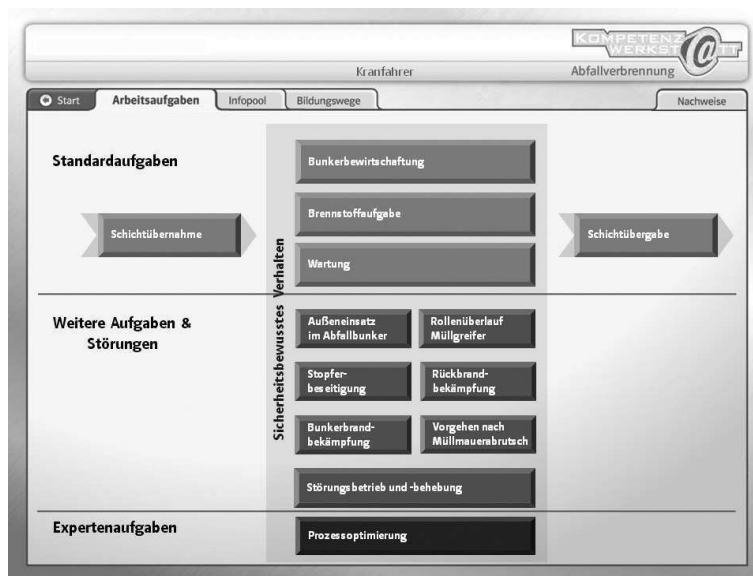 KOMPETENZ
WERKST@TT
Kranfahrer
Abfallverbrennung
Start
Arbeitsaufgaben
Infopool
Bildungswege
Nachweise
Standardaufgaben
Bunkerbewirtschaftung
Brennstoffaufgabe
Wartung
Schichtübernahme
Schichtübergabe
Sicherheitsbewusstes Verhalten
Weitere Aufgaben &
Störungen
Außeneinsatz
im Abfallbunker
Rollenüberlauf
Müllgreifer
Stopfer-
beseitigung
Rückbrand-
bekämpfung
Bunkerbrand-
bekämpfung
Vorgehen nach
Müllmauerabrutsch
Störungsbetrieb und -behebung
Expertenaufgaben
Prozessoptimierung